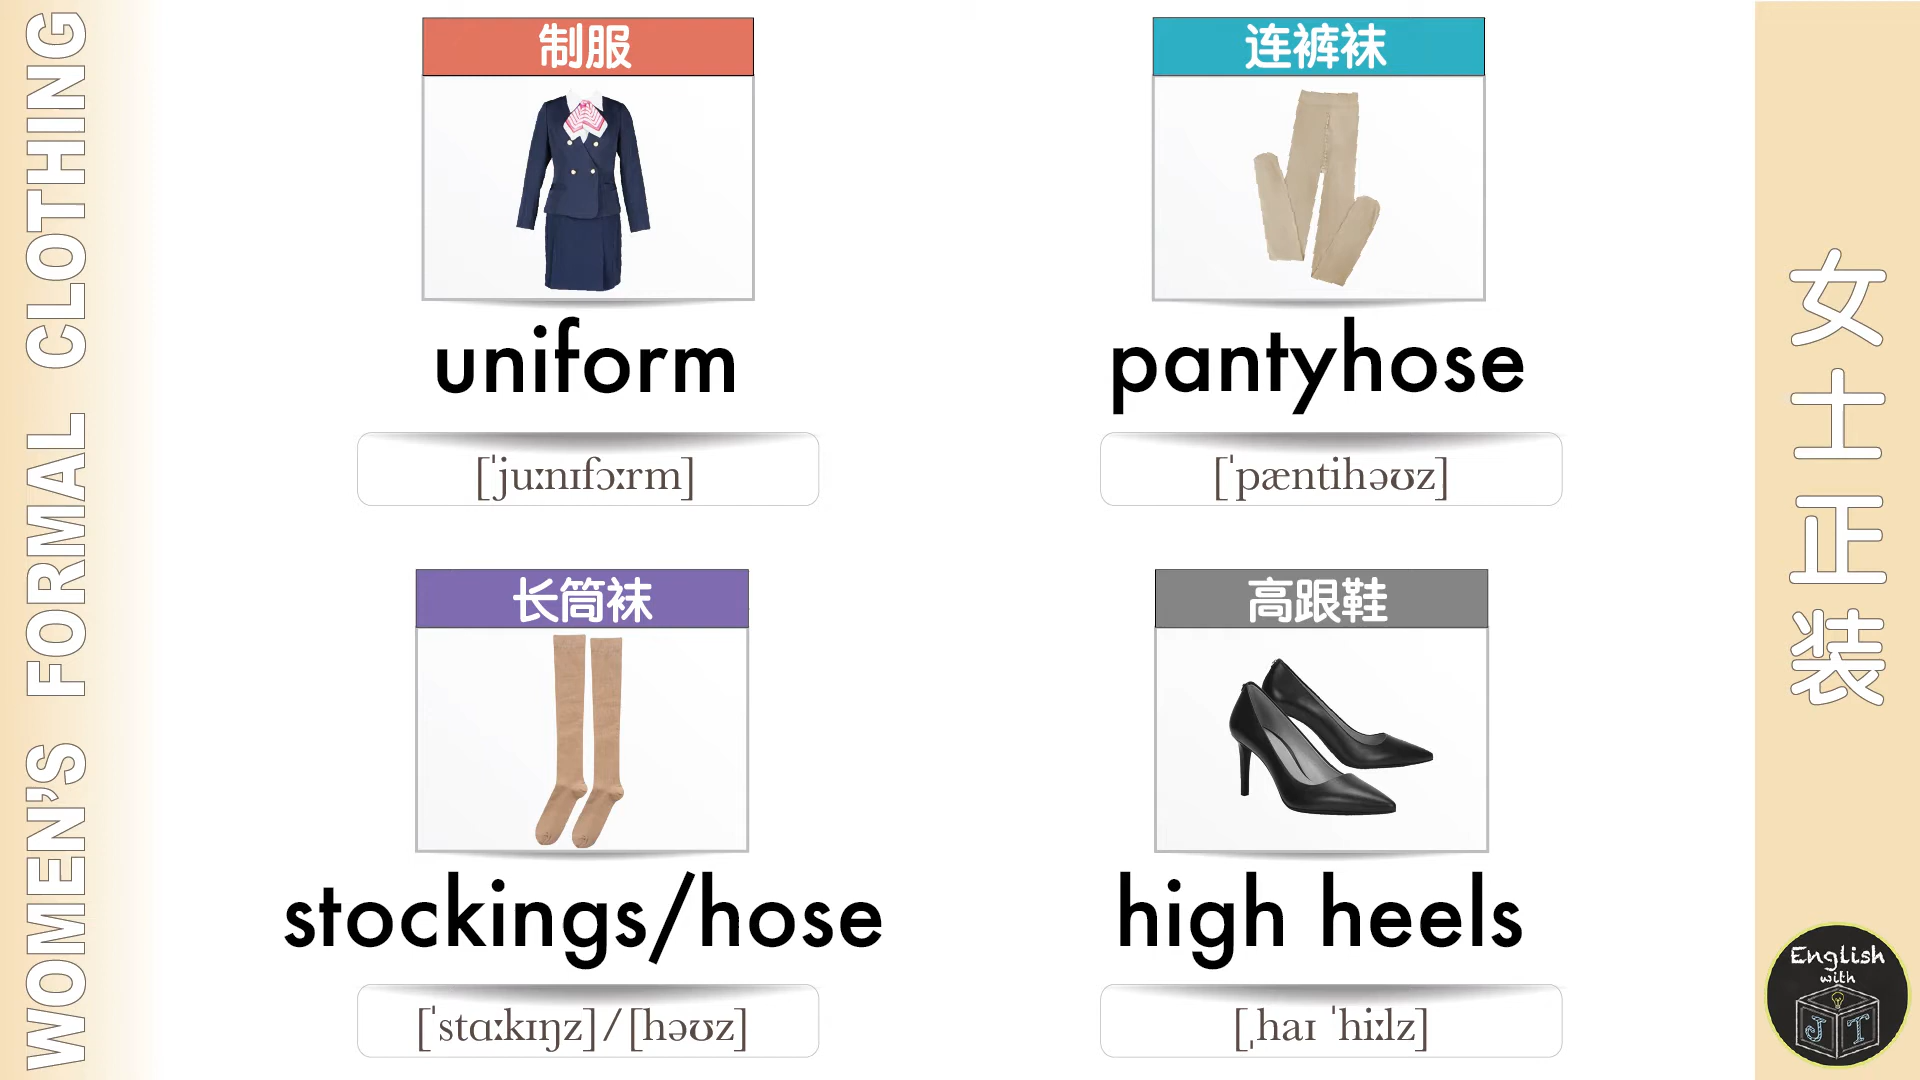 WOMEN'S FORMAL CLOTHING
制服
uniform
[ˈjuːnɪfɔːrm]
连裤袜
pantyhose
[ˈpæntihəʊz]
长筒袜
stockings/hose
[ˈstɑːkɪŋz]/[həʊz]
高跟鞋
high heels
[ˌhaɪ ˈhiːlz]
女士正装
English
with
JT